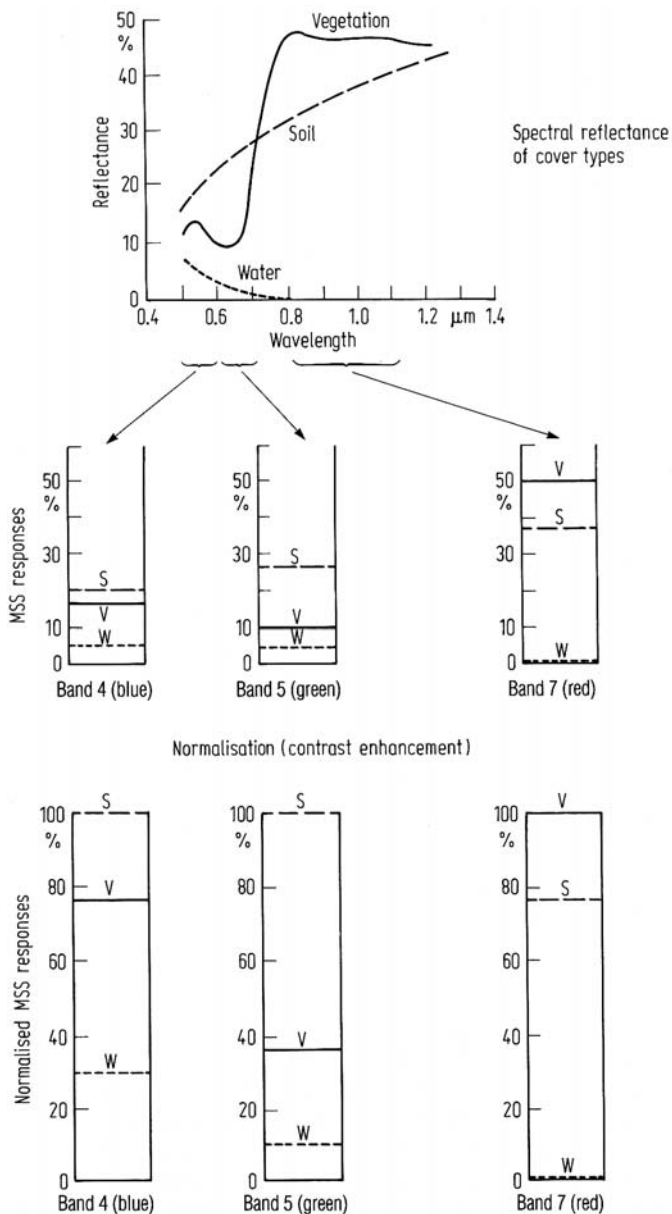 50
%
40
30
20
10
0
Reflectance
Vegetation
Soil
Water
Spectral reflectance
of cover types
0.4 0.6 0.8 1.0 1.2 μm 1.4
Wavelength
MSS responses
50
%
30
10
0
S
V
W
Band 4 (blue)
50
%
30
10
0
S
V
W
Band 5 (green)
50
%
30
10
0
V
S
W
Band 7 (red)
Normalisation (contrast enhancement)
Normalised MSS responses
100
%
80
60
40
20
0
S
V
W
Band 4 (blue)
100
%
80
60
40
20
0
S
V
W
Band 5 (green)
100
%
80
60
40
20
0
V
S
W
Band 7 (red)